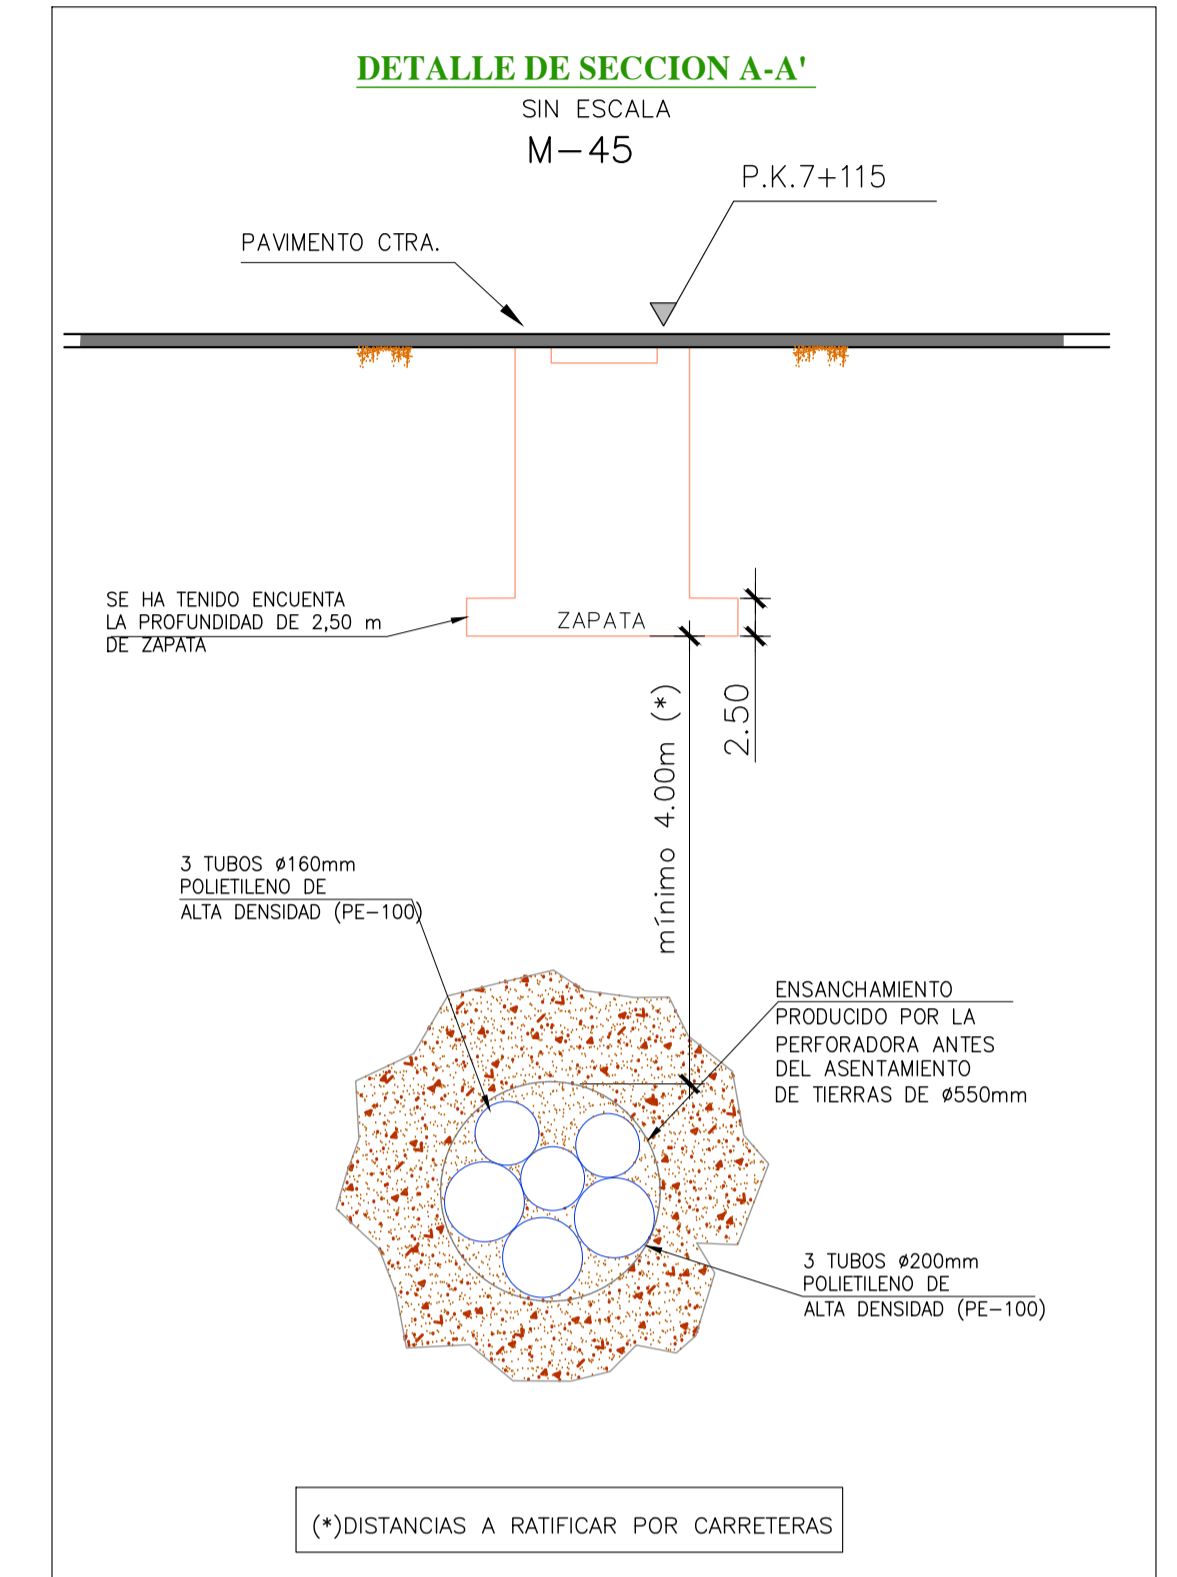 DETALLE DE SECCION A-A'
SIN ESCALA
M-45
P.K.7+115
PAVIMENTO CTRA.
SE HA TENIDO ENCUENTA
LA PROFUNDIDAD DE 2,50 m
DE ZAPATA
ZAPATA
mínimo 4.00m (*)
2.50
3 TUBOS ø160mm
POLIETILENO DE
ALTA DENSIDAD (PE-100)
ENSANCHAMIENTO
PRODUCIDO POR LA
PERFORADORA ANTES
DEL ASENTAMIENTO
DE TIERRAS DE ø550mm
3 TUBOS ø200mm
POLIETILENO DE
ALTA DENSIDAD (PE-100)
(*)DISTANCIAS A RATIFICAR POR CARRETERAS